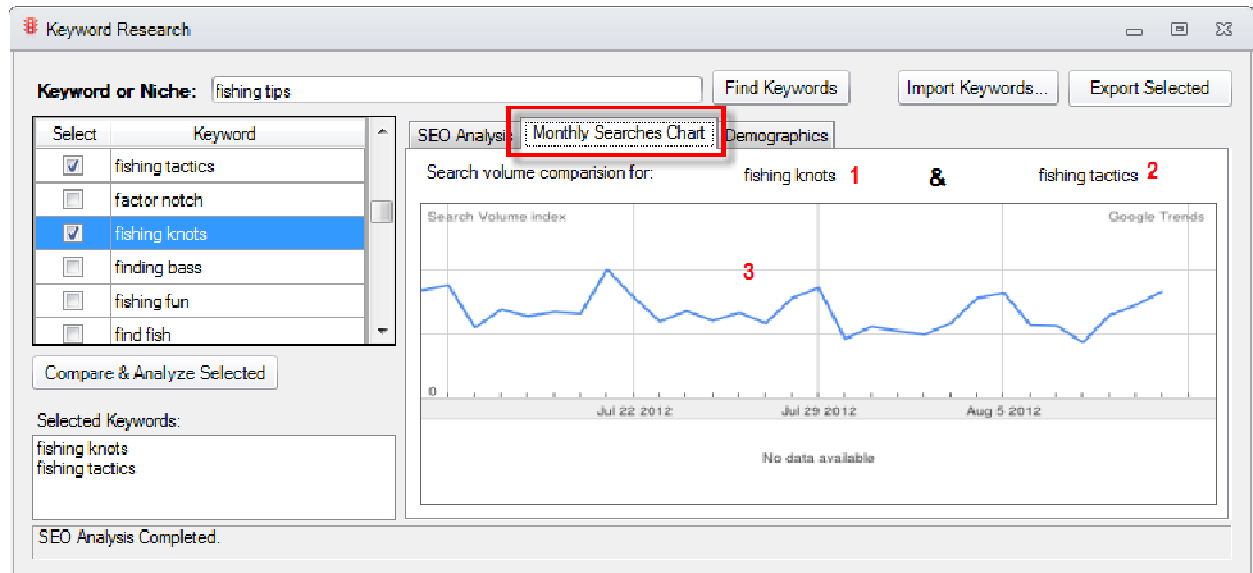 Keyword Research
Keyword or Niche: fishing tips Find Keywords Import Keywords... Export Selected
Select Keyword
fishing tactics
factor notch
fishing knots
finding bass
fishing fun
find fish
Compare & Analyze Selected
Selected Keywords:
fishing knots
fishing tactics
SEO Analysis Monthly Searches Chart Demographics
Search volume comparision for: fishing knots 1 & fishing tactics 2
Search Volume index Google Trends
3
0
Jul 22 2012 Jul 29 2012 Aug 5 2012
No data available
SEO Analysis Completed.